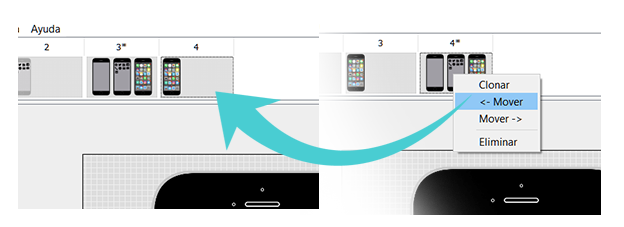 Ayuda
2
3*
4
3
4*
Clonar
<- Mover
Mover ->
Eliminar